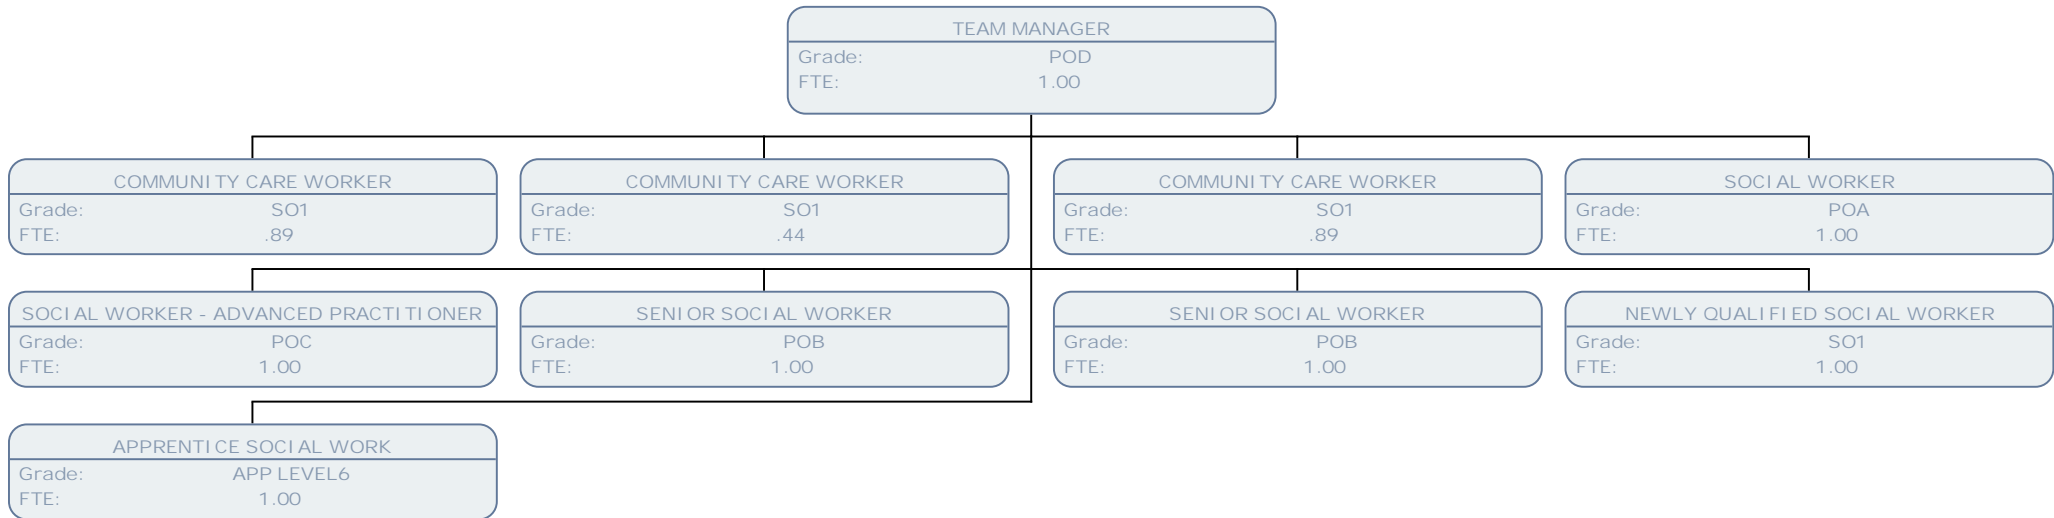 TEAM MANAGER
Grade: POD
FTE: 1.00
COMMUNITY CARE WORKER
Grade: SO1
FTE: .89
COMMUNITY CARE WORKER
Grade: SO1
FTE: .44
COMMUNITY CARE WORKER
Grade: SO1
FTE: .89
SOCIAL WORKER
Grade: POA
FTE: 1.00
SOCIAL WORKER - ADVANCED PRACTITIONER
Grade: POC
FTE: 1.00
SENIOR SOCIAL WORKER
Grade: POB
FTE: 1.00
SENIOR SOCIAL WORKER
Grade: POB
FTE: 1.00
NEWLY QUALIFIED SOCIAL WORKER
Grade: SO1
FTE: 1.00
APPRENTICE SOCIAL WORK
Grade: APP LEVEL6
FTE: 1.00